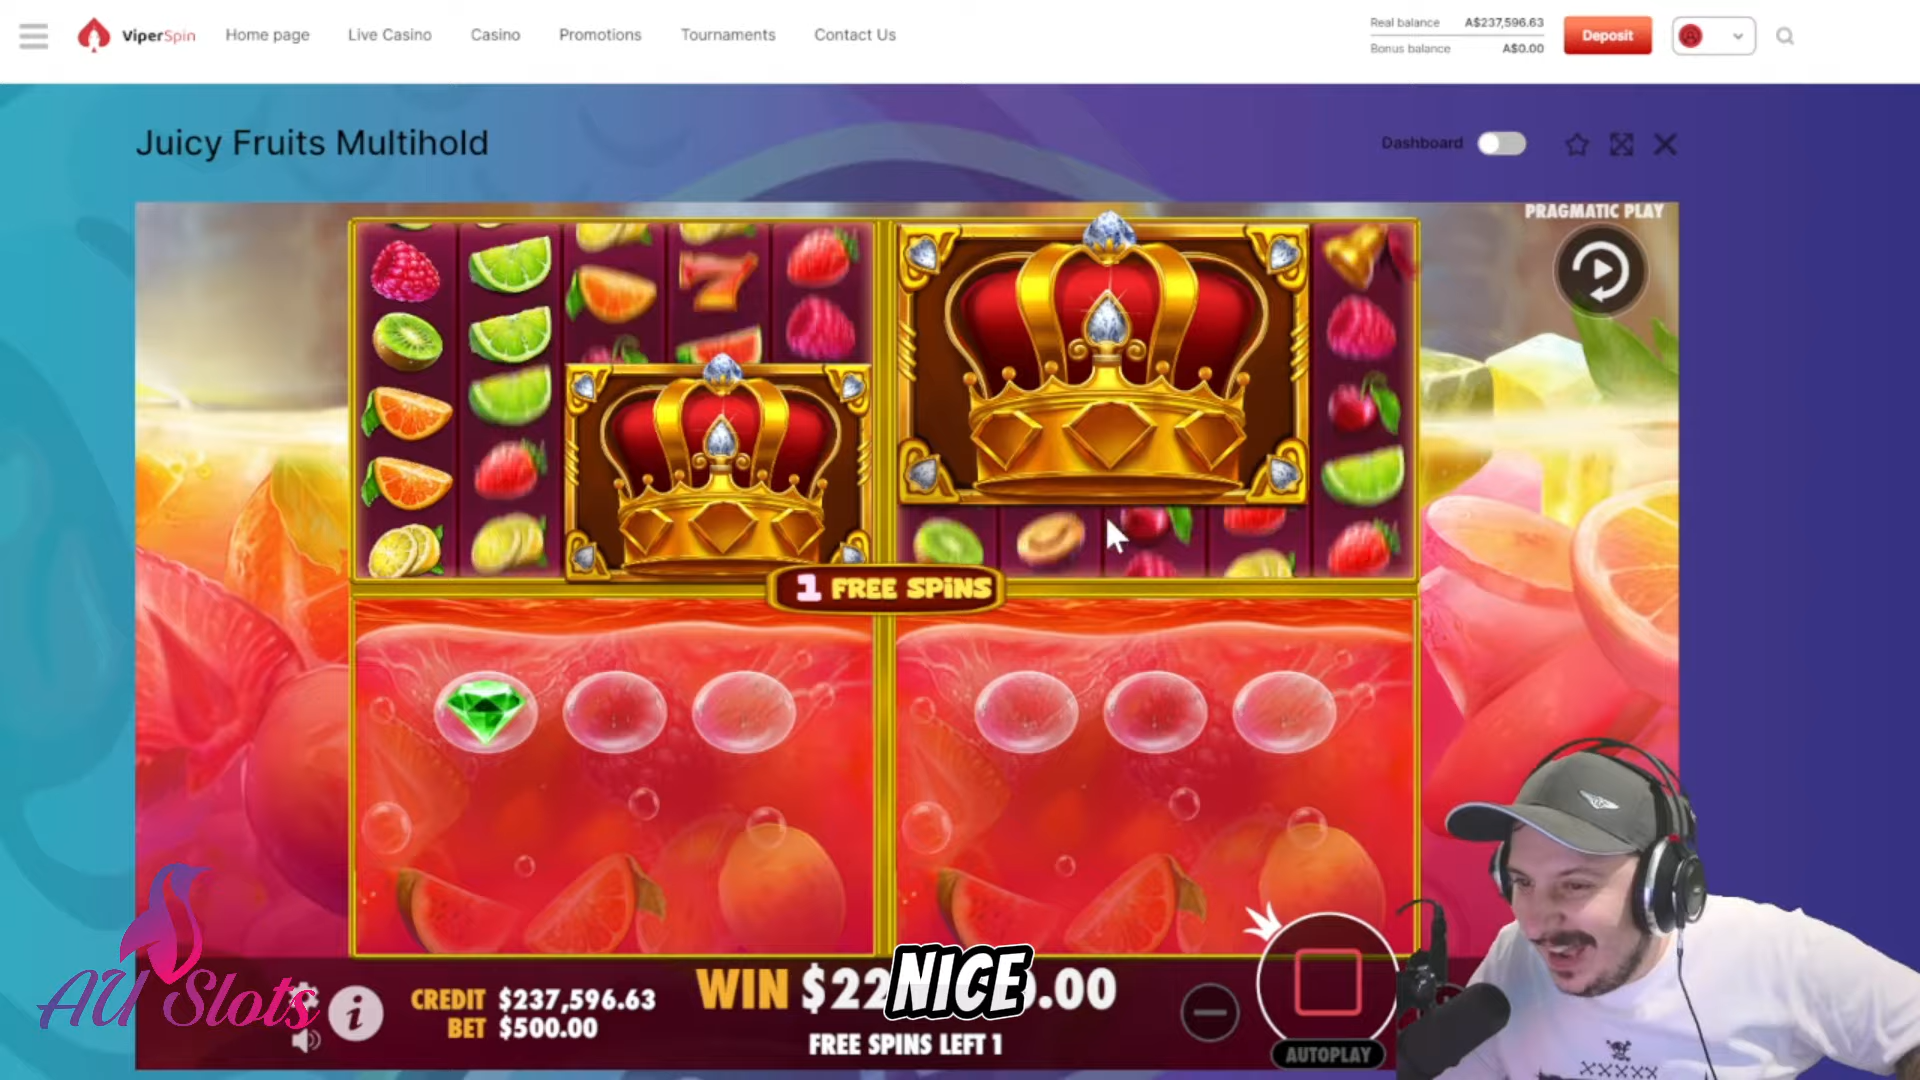 ViperSpin
Home page
Live Casino
Casino
Promotions
Tournaments
Contact Us
Real balance A$237,596.63
Bonus balance A$0.00
Deposit
Juicy Fruits Multihold
Dashboard
PRAGMATIC PLAY
7
1 FREE SPINS
AU Slots
CREDIT $237,596.63
BET $500.00
WIN $22 .00
NICE
FREE SPINS LEFT 1
AUTOPLAY